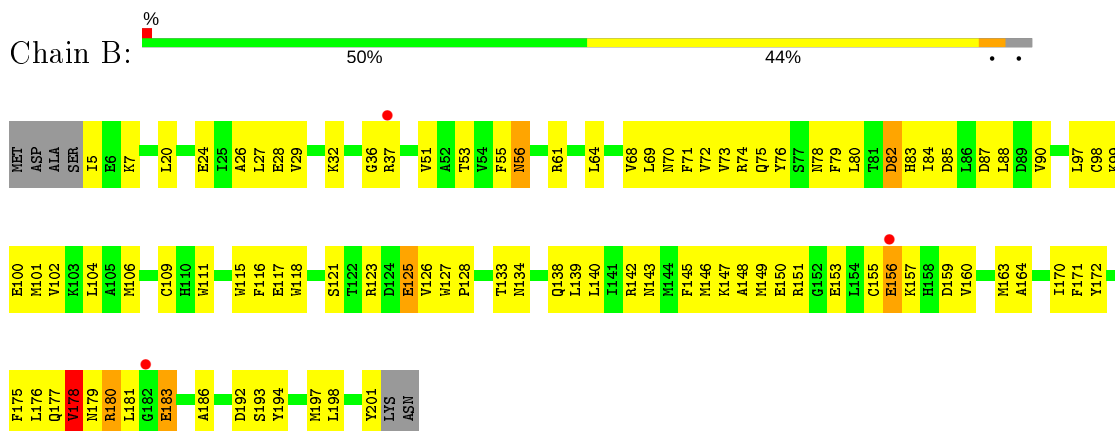 %
Chain B:
50% 44% • •
MET ASP ALA SER I5 E6 K7 L20 E24 I25 A26 L27 E28 V29 K32 G36 R37 V51 A52 T53 V54 F55 N56 R61 L64 V68 L69 N70 F71 V72 V73 R74 Q75 Y76 S77 N78 F79 L80 T81 D82 H83 I84 D85 L86 D87 L88 D89 V90 L97 C98 K99
E100 M101 V102 K103 L104 A105 M106 C109 H110 W111 W115 F116 E117 W118 S121 T122 R123 D124 E125 V126 W127 P128 T133 N134 Q138 L139 L140 I141 R142 N143 M144 F145 M146 K147 A148 M149 E150 R151 G152 E153 L154 C155 E156 K157 H158 D159 V160 M163 A164 I170 F171 Y172
F175 L176 Q177 V178 N179 R180 L181 G182 E183 A186 D192 S193 Y194 M197 L198 Y201 LYS ASN